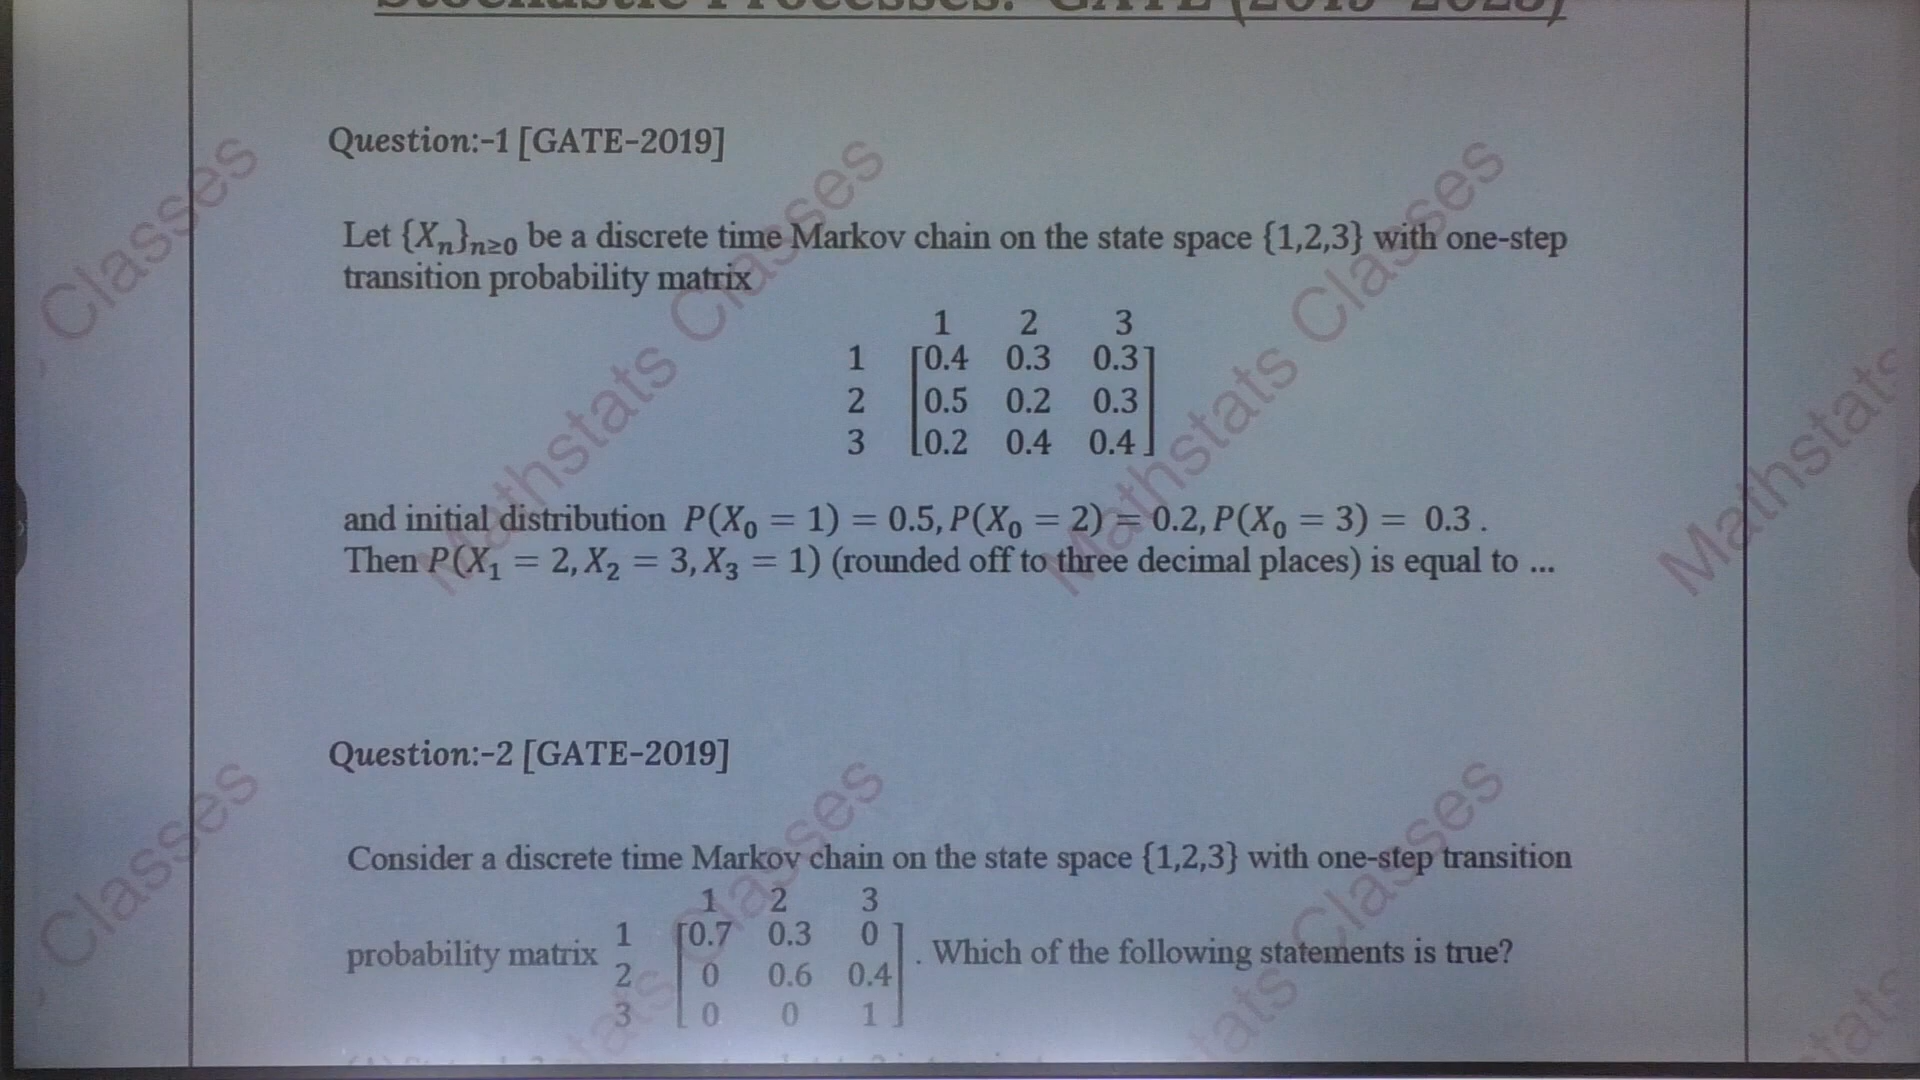 Stochastic Processes: GATE (2019-2023)
Question:-1 [GATE-2019]
Let {Xₙ}ₙ≥₀ be a discrete time Markov chain on the state space {1,2,3} with one-step
transition probability matrix
1 2 3
1 [0.4 0.3 0.3]
2 0.5 0.2 0.3
3 0.2 0.4 0.4
and initial distribution P(X₀ = 1) = 0.5, P(X₀ = 2) = 0.2, P(X₀ = 3) = 0.3 .
Then P(X₁ = 2, X₂ = 3, X₃ = 1) (rounded off to three decimal places) is equal to ...
Question:-2 [GATE-2019]
Consider a discrete time Markov chain on the state space {1,2,3} with one-step transition
1 2 3
1 [0.7 0.3 0]
probability matrix 2 0 0.6 0.4 . Which of the following statements is true?
3 0 0 1
Classes
Mathstats Classes
Mathstats Classes
Mathstats
Classes
Classes
Classes